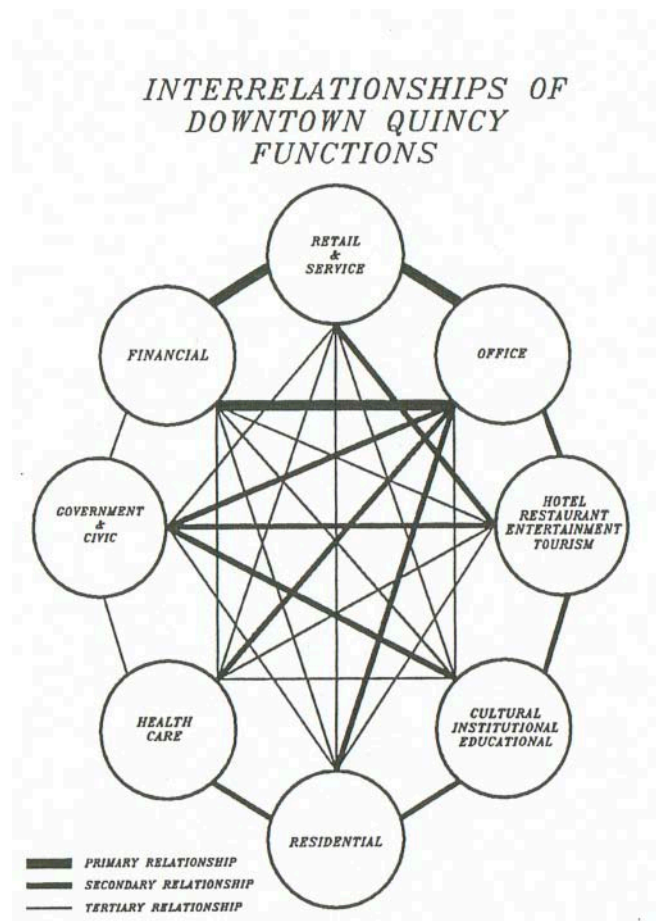 INTERRELATIONSHIPS OF
DOWNTOWN QUINCY
FUNCTIONS
RETAIL
&
SERVICE
FINANCIAL
OFFICE
GOVERNMENT
&
CIVIC
HOTEL
RESTAURANT
ENTERTAINMENT
TOURISM
HEALTH
CARE
CULTURAL
INSTITUTIONAL
EDUCATIONAL
RESIDENTIAL
PRIMARY RELATIONSHIP
SECONDARY RELATIONSHIP
TERTIARY RELATIONSHIP